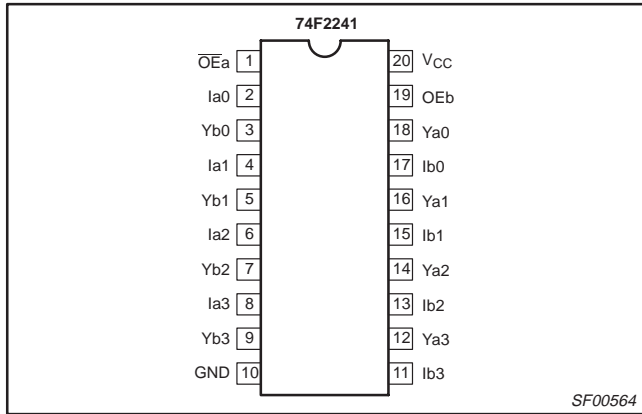 74F2241
OEa 1 20 VCC
Ia0 2 19 OEb
Yb0 3 18 Ya0
Ia1 4 17 Ib0
Yb1 5 16 Ya1
Ia2 6 15 Ib1
Yb2 7 14 Ya2
Ia3 8 13 Ib2
Yb3 9 12 Ya3
GND 10 11 Ib3
SF00564